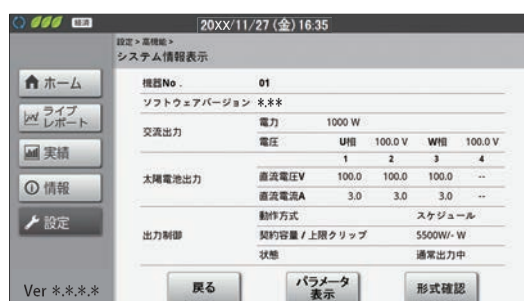 経済
20XX/11/27 (金) 16:35
設定 > 高機能 >
システム情報表示
ホーム
ライブ
レポート
実績
情報
設定
Ver *.*.*.*
機器No. 01
ソフトウェアバージョン *.**
交流出力 電力 1000 W
電圧 U相 100.0 V W相 100.0 V
1 2 3 4
太陽電池出力 直流電圧V 100.0 100.0 100.0 --
直流電流A 3.0 3.0 3.0 --
動作方式 スケジュール
出力制御 契約容量 / 上限クリップ 5500W/- W
状態 通常出力中
戻る
パラメータ
表示
形式確認